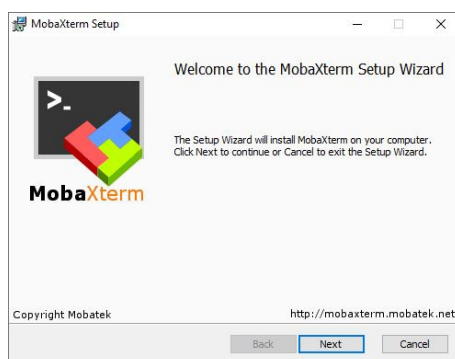 MobaXterm Setup
Welcome to the MobaXterm Setup Wizard
>_
The Setup Wizard will install MobaXterm on your computer.
Click Next to continue or Cancel to exit the Setup Wizard.
MobaXterm
Copyright Mobatek
http://mobaxterm.mobatek.net
Back
Next
Cancel